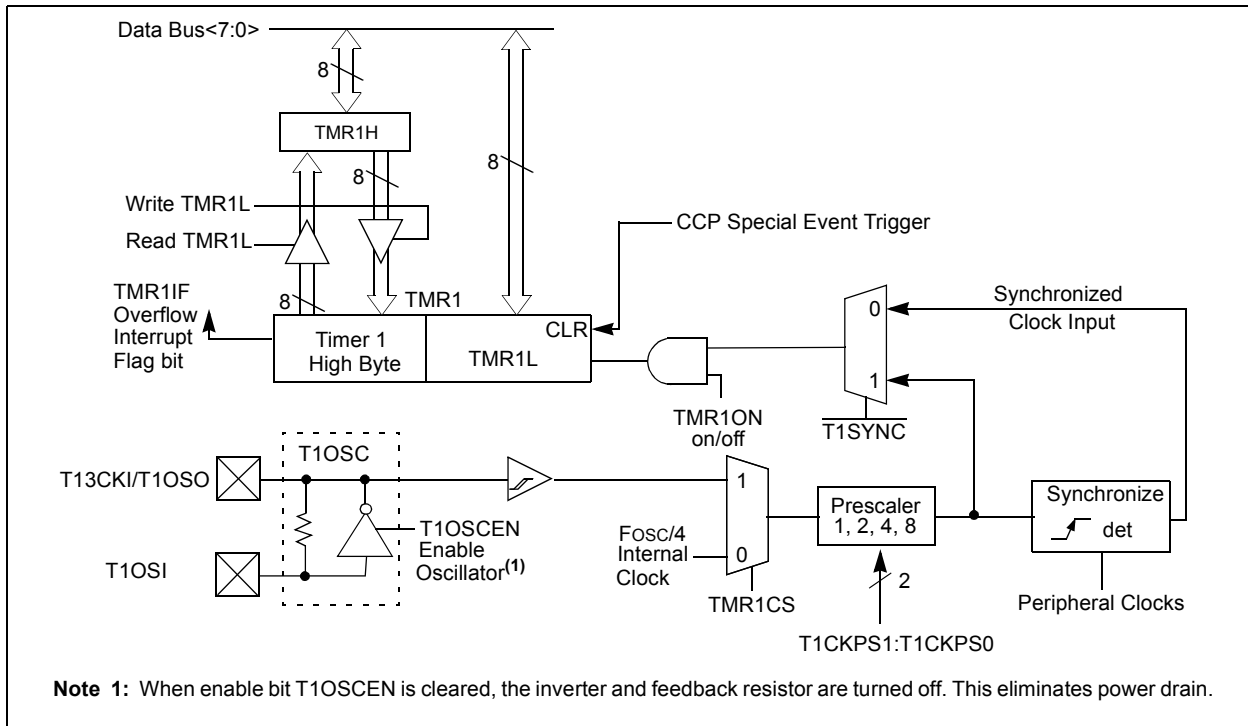 Data Bus<7:0>
8
TMR1H
8
8
Write TMR1L
Read TMR1L
CCP Special Event Trigger
TMR1IF
Overflow
Interrupt
Flag bit
8
TMR1
Timer 1
High Byte
TMR1L
CLR
0
1
Synchronized
Clock Input
TMR1ON
on/off
T1SYNC
T1OSC
T13CKI/T1OSO
T1OSI
T1OSCEN
Enable
Oscillator(1)
FOSC/4
Internal
Clock
1
0
TMR1CS
Prescaler
1, 2, 4, 8
2
T1CKPS1:T1CKPS0
Synchronize
det
Peripheral Clocks
Note 1: When enable bit T1OSCEN is cleared, the inverter and feedback resistor are turned off. This eliminates power drain.